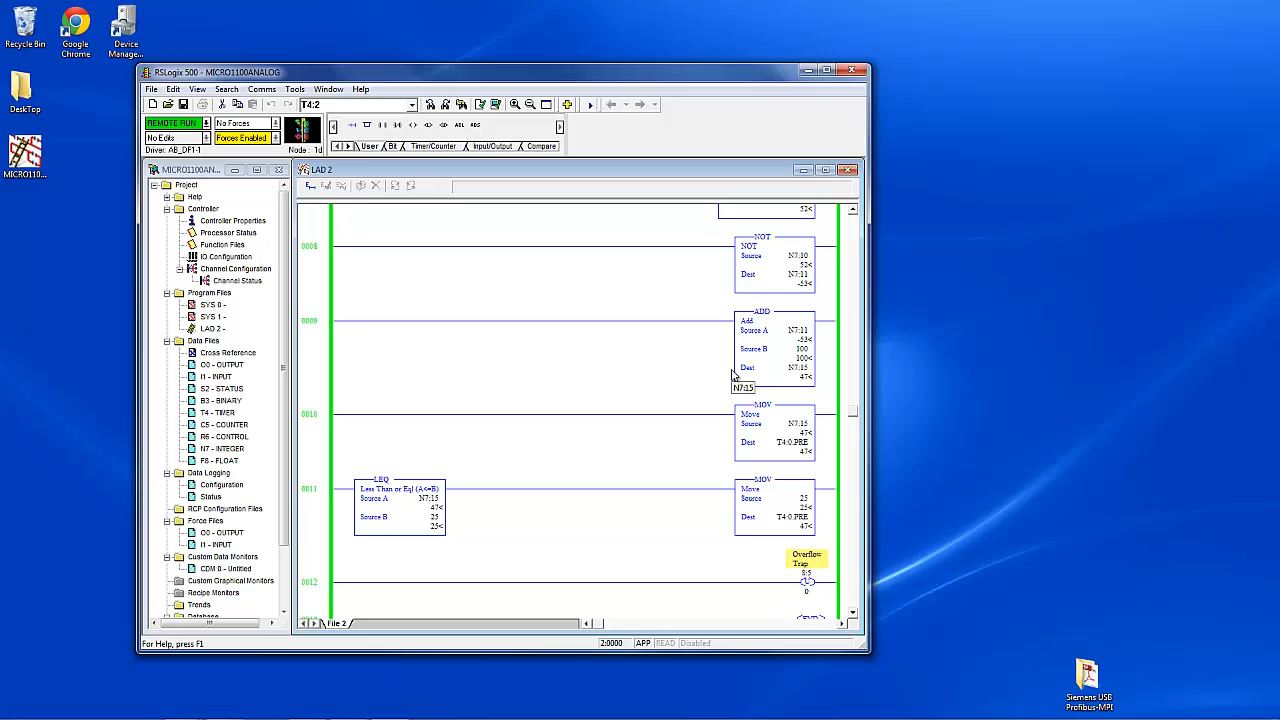 Recycle Bin
Google
Chrome
Device
Manage...
DeskTop
MICRO110...
RSLogix 500 - MICRO1100ANALOG
File Edit View Search Comms Tools Window Help
T4:2
REMOTE RUN No Forces
No Edits Forces Enabled
Driver: AB_DF1-1 Node : 1d
ABL ABS
User Bit Timer/Counter Input/Output Compare
MICRO1100AN...
LAD 2
Project
Help
Controller
Controller Properties
Processor Status
Function Files
IO Configuration
Channel Configuration
Channel Status
Program Files
SYS 0 -
SYS 1 -
LAD 2 -
Data Files
Cross Reference
O0 - OUTPUT
I1 - INPUT
S2 - STATUS
B3 - BINARY
T4 - TIMER
C5 - COUNTER
R6 - CONTROL
N7 - INTEGER
F8 - FLOAT
Data Logging
Configuration
Status
RCP Configuration Files
Force Files
O0 - OUTPUT
I1 - INPUT
Custom Data Monitors
CDM 0 - Untitled
Custom Graphical Monitors
Recipe Monitors
Trends
Database
52<
0008
NOT
NOT
Source N7:10
52<
Dest N7:11
-53<
0009
ADD
Add
Source A N7:11
-53<
Source B 100
100<
Dest N7:15
47<
N7:15
0010
MOV
Move
Source N7:15
47<
Dest T4:0.PRE
47<
0011
LEQ
Less Than or Eql (A<=B)
Source A N7:15
47<
Source B 25
25<
MOV
Move
Source 25
25<
Dest T4:0.PRE
47<
Overflow
Trap
S:5
0012
U
0
File 2
For Help, press F1
2:0000 APP READ Disabled
Siemens USB
Profibus-MPI